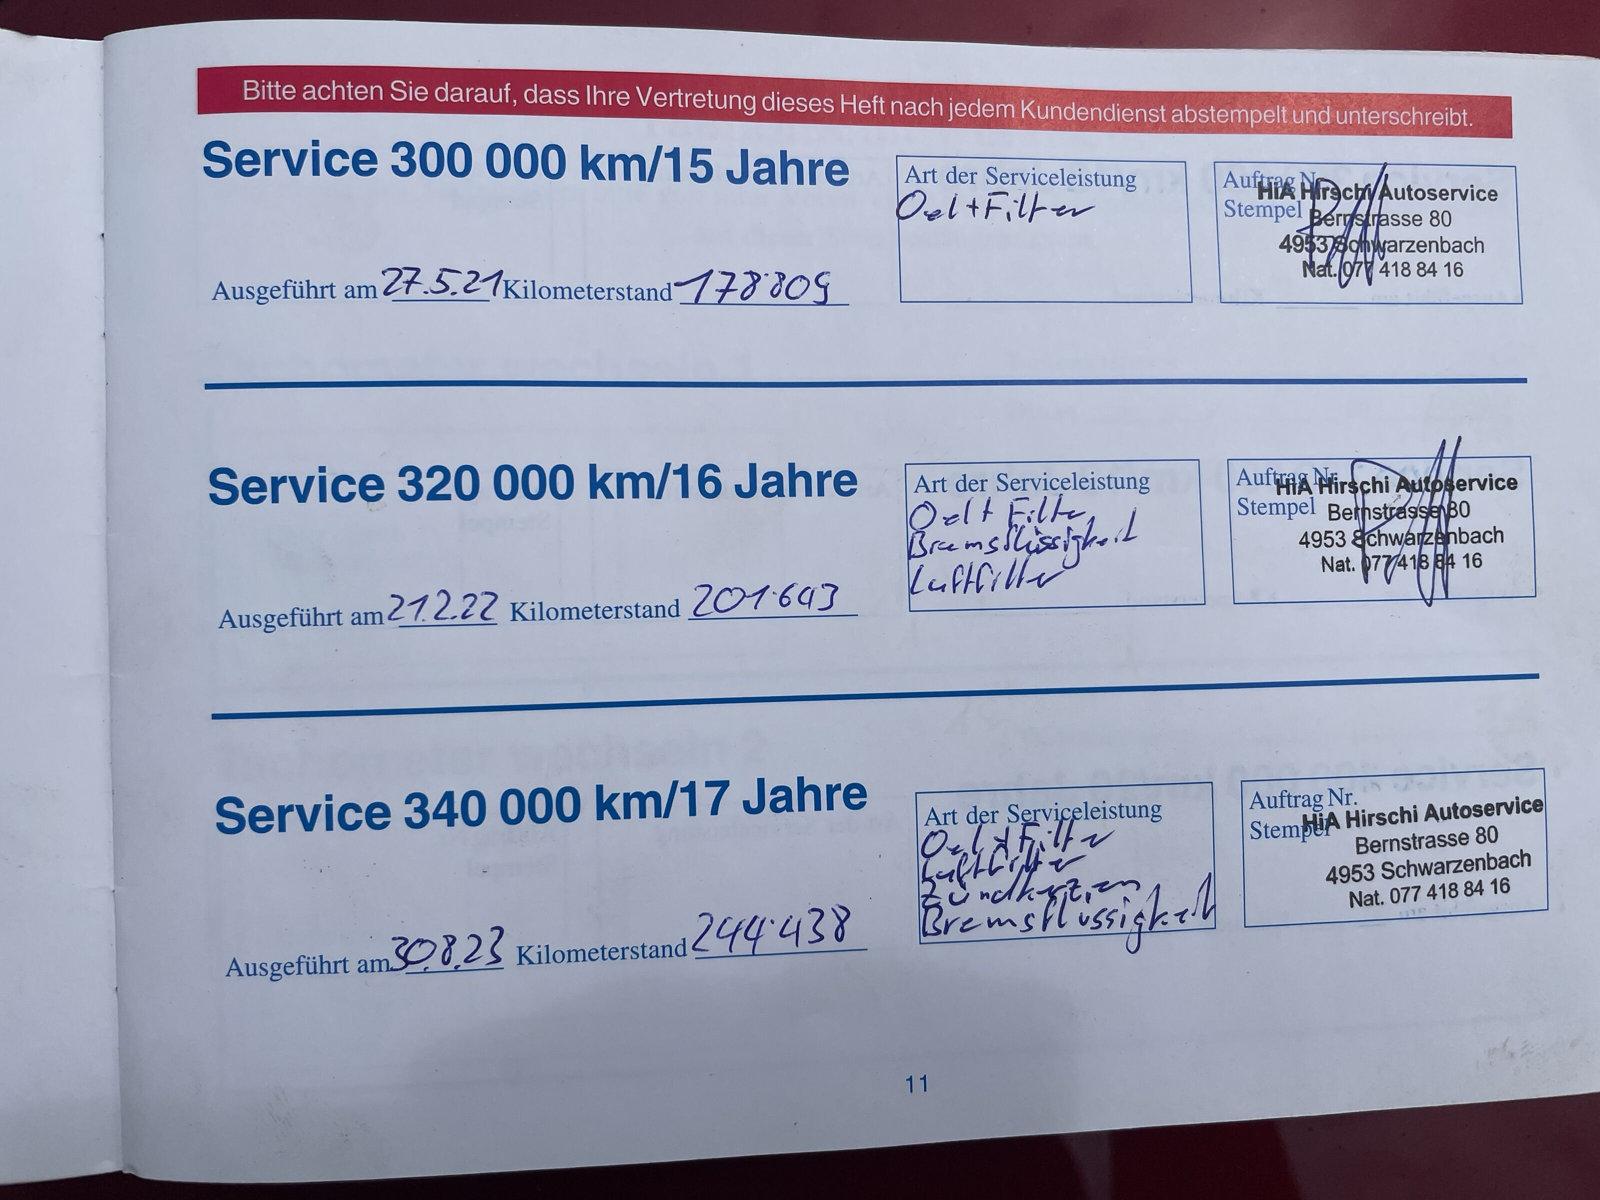 Bitte achten Sie darauf, dass Ihre Vertretung dieses Heft nach jedem Kundendienst abstempelt und unterschreibt.
Service 300 000 km/15 Jahre
Art der Serviceleistung
Oel + Filter
Auftrag Nr.
Stempel
HiA Hirschi Autoservice
Bernstrasse 80
4953 Schwarzenbach
Nat. 077 418 84 16
Ausgeführt am 27.5.21 Kilometerstand 178'809
Service 320 000 km/16 Jahre
Art der Serviceleistung
Oel + Filter
Bremsflüssigkeit
Luftfilter
Auftrag Nr.
Stempel
HiA Hirschi Autoservice
Bernstrasse 80
4953 Schwarzenbach
Nat. 077 418 84 16
Ausgeführt am 21.2.22 Kilometerstand 201'643
Service 340 000 km/17 Jahre
Art der Serviceleistung
Oel + Filter
Luftfilter
Zündkerzen
Bremsflüssigkeit
Auftrag Nr.
Stempel
HiA Hirschi Autoservice
Bernstrasse 80
4953 Schwarzenbach
Nat. 077 418 84 16
Ausgeführt am 30.8.23 Kilometerstand 244'438
11